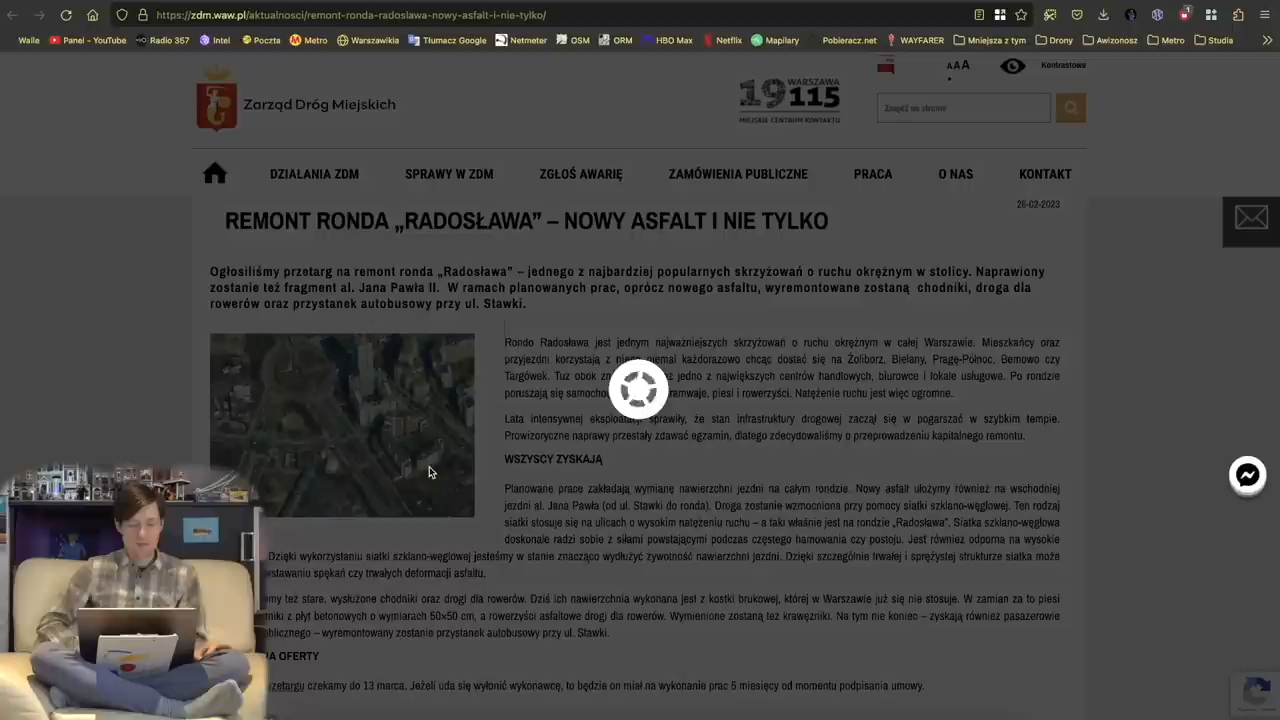 https://zdm.waw.pl/aktualnosci/remont-ronda-radoslawa-nowy-asfalt-i-nie-tylko/
Walle Panel - YouTube Radio 357 Intel Poczta Metro Warszawikia Tłumacz Google Netmeter OSM ORM HBO Max Netflix Mapilary Pobieracz.net WAYFARER Mniejsza z tym Drony Awizonosz Metro Studia
Zarząd Dróg Miejskich
WARSZAWA
19115
MIEJSKIE CENTRUM KONTAKTU
A A A
Kontrastowa
Znajdź na stronie
DZIAŁANIA ZDM SPRAWY W ZDM ZGŁOŚ AWARIĘ ZAMÓWIENIA PUBLICZNE PRACA O NAS KONTAKT
28-02-2023
REMONT RONDA „RADOSŁAWA” – NOWY ASFALT I NIE TYLKO
Ogłosiliśmy przetarg na remont ronda „Radosława” – jednego z najbardziej popularnych skrzyżowań o ruchu okrężnym w stolicy. Naprawiony
zostanie też fragment al. Jana Pawła II. W ramach planowanych prac, oprócz nowego asfaltu, wyremontowane zostaną chodniki, droga dla
rowerów oraz przystanek autobusowy przy ul. Stawki.
Rondo Radosława jest jednym najważniejszych skrzyżowań o ruchu okrężnym w całej Warszawie. Mieszkańcy oraz
przyjezdni korzystają z niego niemal każdorazowo chcąc dostać się na Żoliborz, Bielany, Pragę-Północ, Bemowo czy
Targówek. Tuż obok jedno z największych centrów handlowych, biurowce i lokale usługowe. Po rondzie
poruszają się tramwaje, piesi i rowerzyści. Natężenie ruchu jest więc ogromne.
Lata intensywnej eksploatacji sprawiły, że stan infrastruktury drogowej zaczął się w pogarszać w szybkim tempie.
Prowizoryczne naprawy przestały zdawać egzamin, dlatego zdecydowaliśmy o przeprowadzeniu kapitalnego remontu.
WSZYSCY ZYSKAJĄ
Planowane prace zakładają wymianę nawierzchni jezdni na całym rondzie. Nowy asfalt ułożymy również na wschodniej
jezdni al. Jana Pawła (od ul. Stawki do ronda). Droga zostanie wzmocniona przy pomocy siatki szklano-węglowej. Ten rodzaj
siatki stosuje się na ulicach o wysokim natężeniu ruchu – a taki właśnie jest na rondzie „Radosława”. Siatka szklano-węglowa
doskonale radzi sobie z siłami powstającymi podczas częstego hamowania czy postoju. Jest również odporna na wysokie
Dzięki wykorzystaniu siatki szklano-węglowej jesteśmy w stanie znacząco wydłużyć żywotność nawierzchni jezdni. Dzięki szczególnie trwałej i sprężystej strukturze siatka może
wstawaniu spękań czy trwałych deformacji asfaltu.
my też stare, wysłużone chodniki oraz drogi dla rowerów. Dziś ich nawierzchnia wykonana jest z kostki brukowej, której w Warszawie już się nie stosuje. W zamian za to piesi
niki z płyt betonowych o wymiarach 50×50 cm, a rowerzyści asfaltowe drogi dla rowerów. Wymienione zostaną też krawężniki. Na tym nie koniec – zyskają również pasażerowie
blicznego – wyremontowany zostanie przystanek autobusowy przy ul. Stawki.
OFERTY
rzetargu czekamy do 13 marca. Jeżeli uda się wyłonić wykonawcę, to będzie on miał na wykonanie prac 5 miesięcy od momentu podpisania umowy.